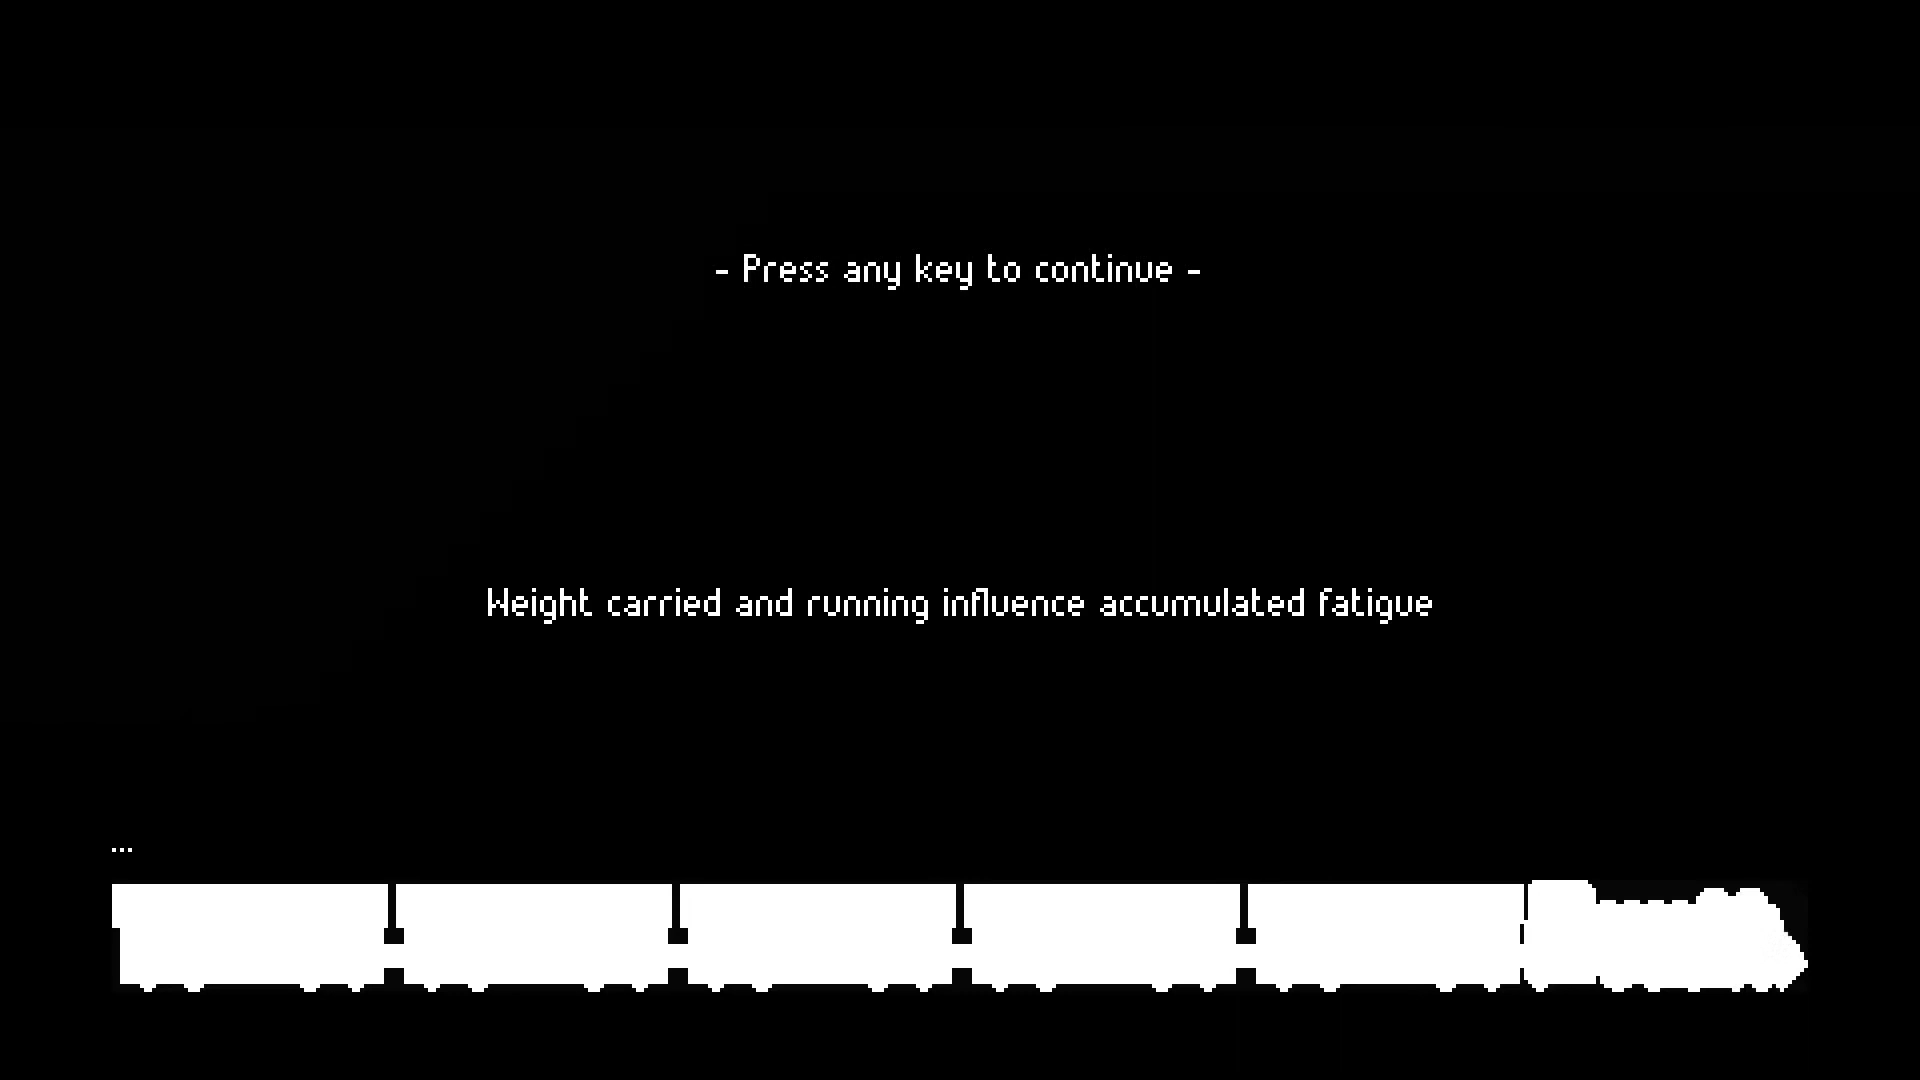 - Press any key to continue -
Weight carried and running influence accumulated fatigue
...